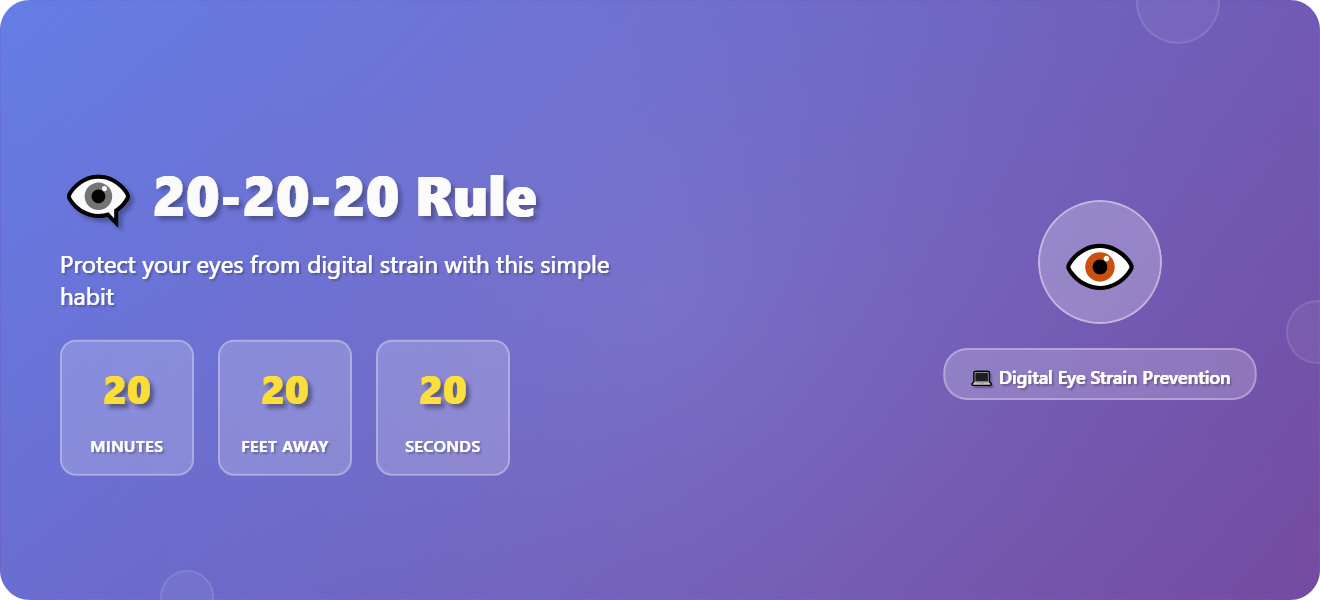 20-20-20 Rule
Protect your eyes from digital strain with this simple
habit
20
MINUTES
20
FEET AWAY
20
SECONDS
Digital Eye Strain Prevention